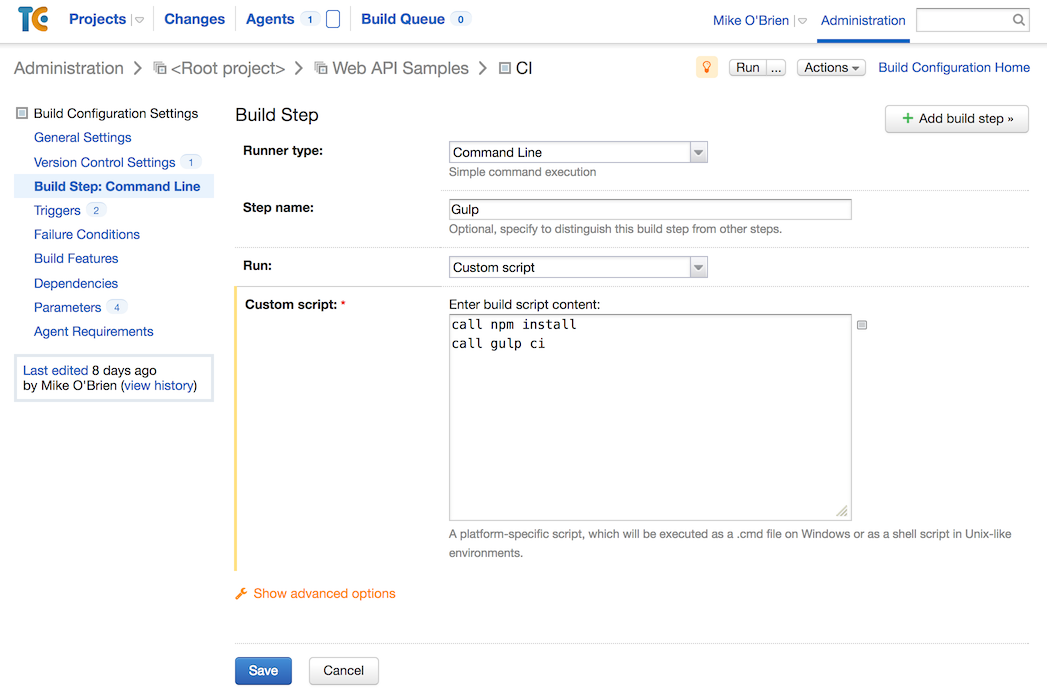 TC Projects Changes Agents 1 Build Queue 0 Mike O'Brien Administration
Administration <Root project> Web API Samples CI Run ... Actions Build Configuration Home
Build Configuration Settings
General Settings
Version Control Settings 1
Build Step: Command Line
Triggers 2
Failure Conditions
Build Features
Dependencies
Parameters 4
Agent Requirements
Last edited 8 days ago
by Mike O'Brien (view history)
Build Step
+ Add build step »
Runner type: Command Line
Simple command execution
Step name: Gulp
Optional, specify to distinguish this build step from other steps.
Run: Custom script
Custom script: * Enter build script content:
call npm install
call gulp ci
A platform-specific script, which will be executed as a .cmd file on Windows or as a shell script in Unix-like
environments.
Show advanced options
Save Cancel